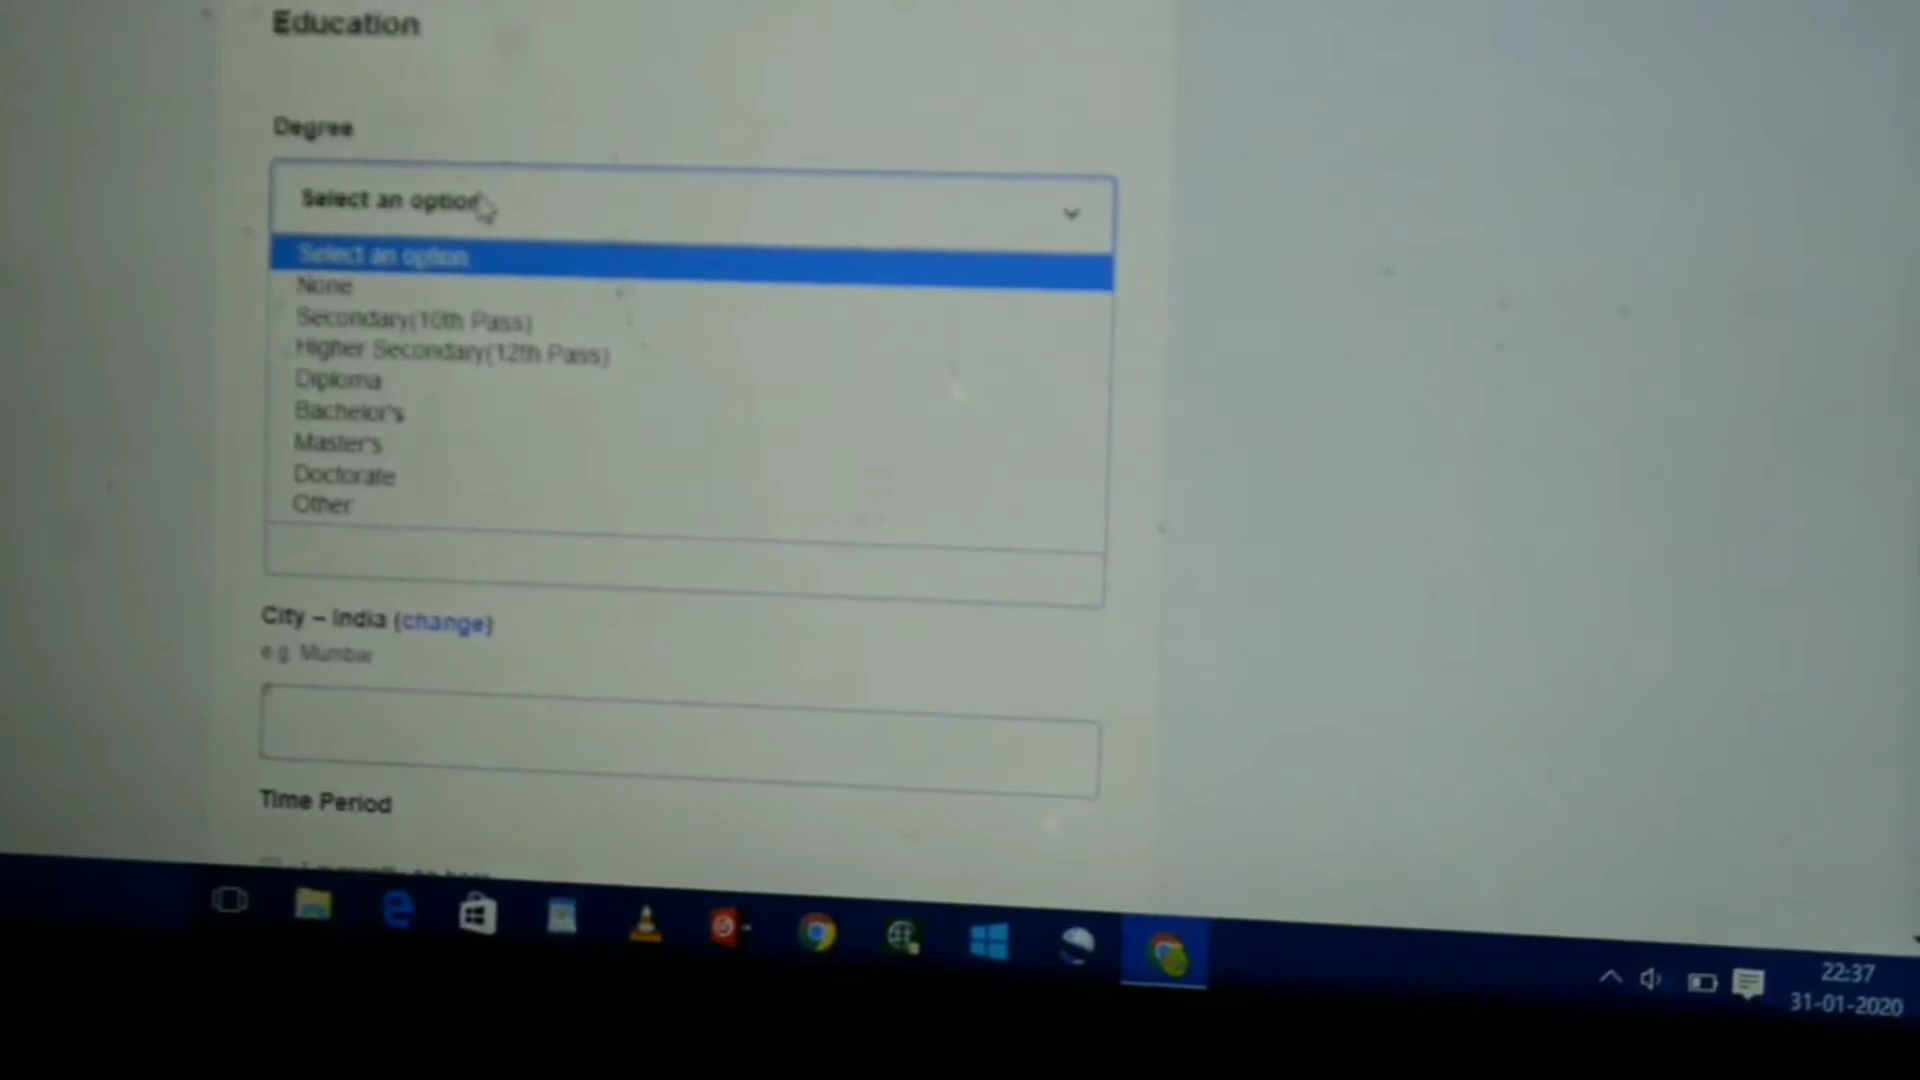 Education
Degree
Select an option
Select an option
None
Secondary(10th Pass)
Higher Secondary(12th Pass)
Diploma
Bachelor's
Master's
Doctorate
Other
City – India (change)
e.g. Mumbai
Time Period
22:37
31-01-2020